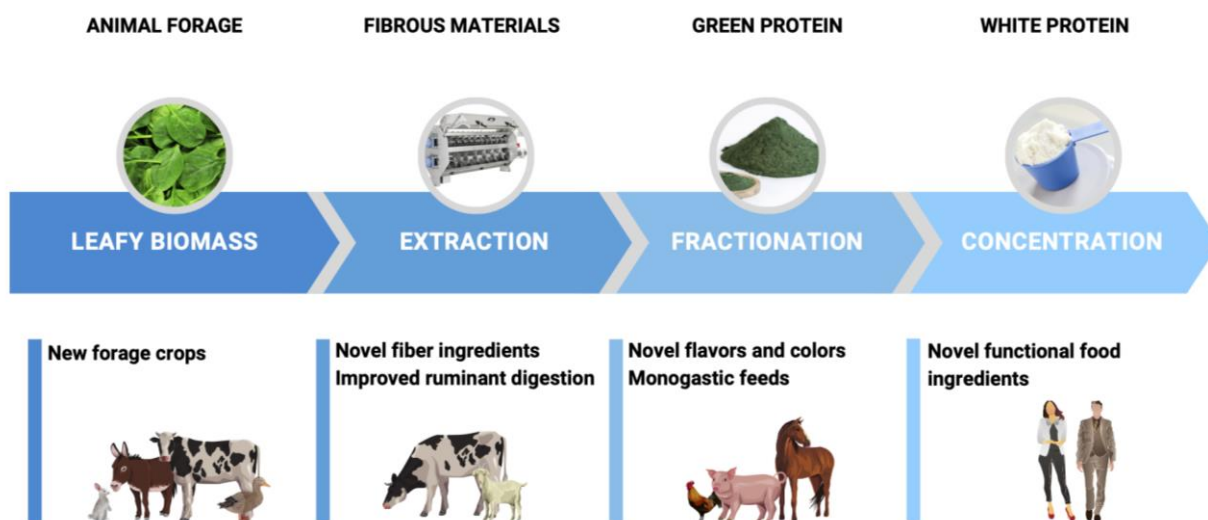 ANIMAL FORAGE
FIBROUS MATERIALS
GREEN PROTEIN
WHITE PROTEIN
LEAFY BIOMASS
EXTRACTION
FRACTIONATION
CONCENTRATION
New forage crops
Novel fiber ingredients
Improved ruminant digestion
Novel flavors and colors
Monogastic feeds
Novel functional food
ingredients